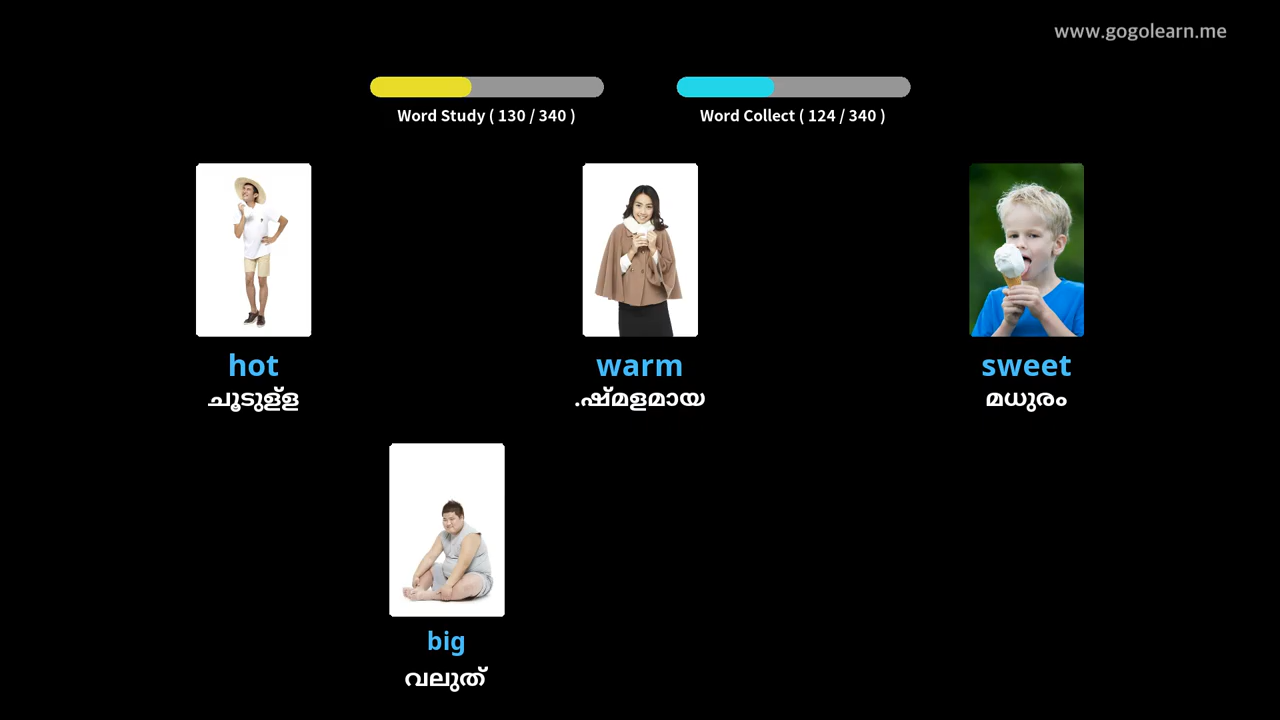 www.gogolearn.me
Word Study ( 130 / 340 )
Word Collect ( 124 / 340 )
hot
warm
sweet
ചൂടുള്ള
.ഷ്മളമായ
മധുരം
big
വലുത്